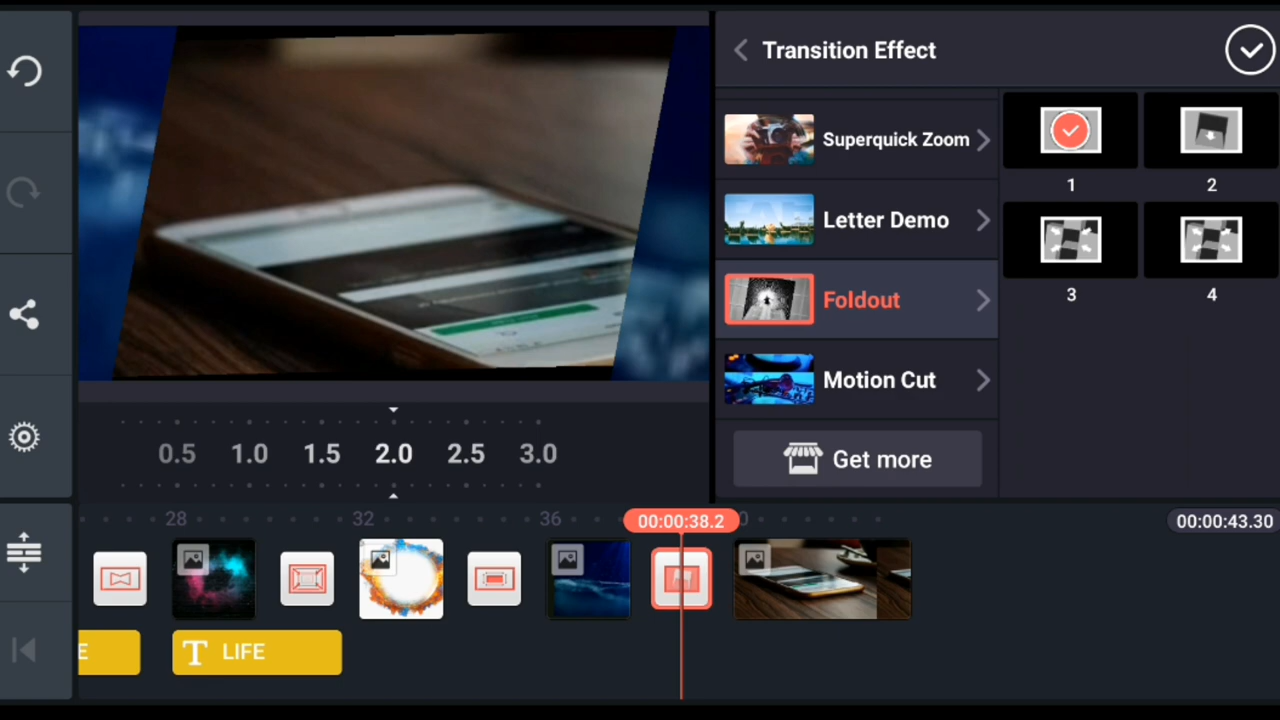 Transition Effect
Superquick Zoom
1
2
Letter Demo
Foldout
3
4
Motion Cut
0.5 1.0 1.5 2.0 2.5 3.0
Get more
28 32 36 00:00:38.2 0 00:00:43.30
E
T LIFE